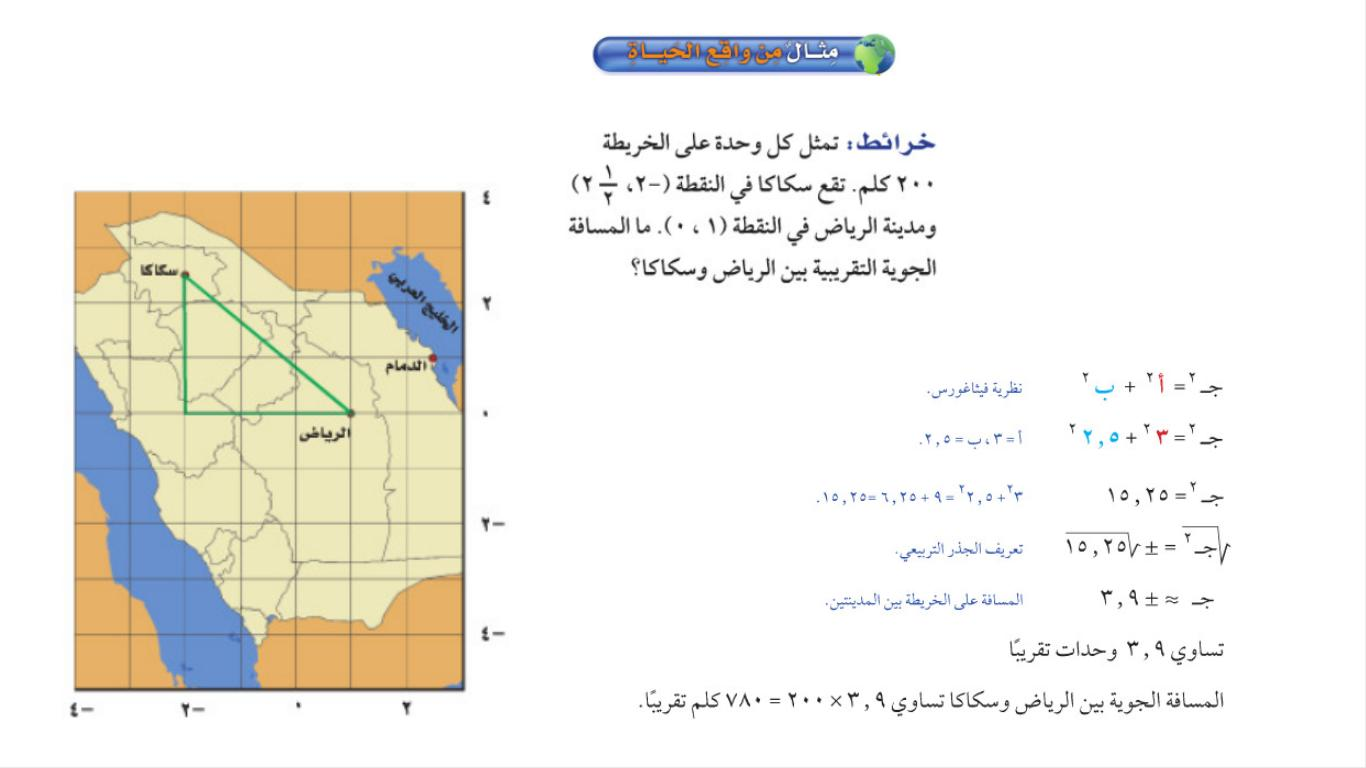 مِثالٌ مِن واقِعِ الحَياةِ
خرائط: تمثل كل وحدة على الخريطة
٢٠٠ كلم. تقع سكاكا في النقطة (-٢، ٢ ١/٢)
ومدينة الرياض في النقطة (١ ، ٠). ما المسافة
الجوية التقريبية بين الرياض وسكاكا؟
جـ٢ = أ٢ + ب٢ نظرية فيثاغورس.
جـ٢ = ٣٢ + ٢,٥٢ أ = ٣ ، ب = ٢,٥.
جـ٢ = ١٥,٢٥ ٣٢ + ٢,٥٢ = ٩ + ٦,٢٥ = ١٥,٢٥.
√جـ٢ = ± √١٥,٢٥ تعريف الجذر التربيعي.
جـ ≈ ± ٣,٩ المسافة على الخريطة بين المدينتين.
تساوي ٣,٩ وحدات تقريبًا
المسافة الجوية بين الرياض وسكاكا تساوي ٣,٩ × ٢٠٠ = ٧٨٠ كلم تقريبًا.
سكاكا
الخليج العربي
الدمام
الرياض
٤
٢
٠
-٢
-٤
-٤ -٢ ٠ ٢